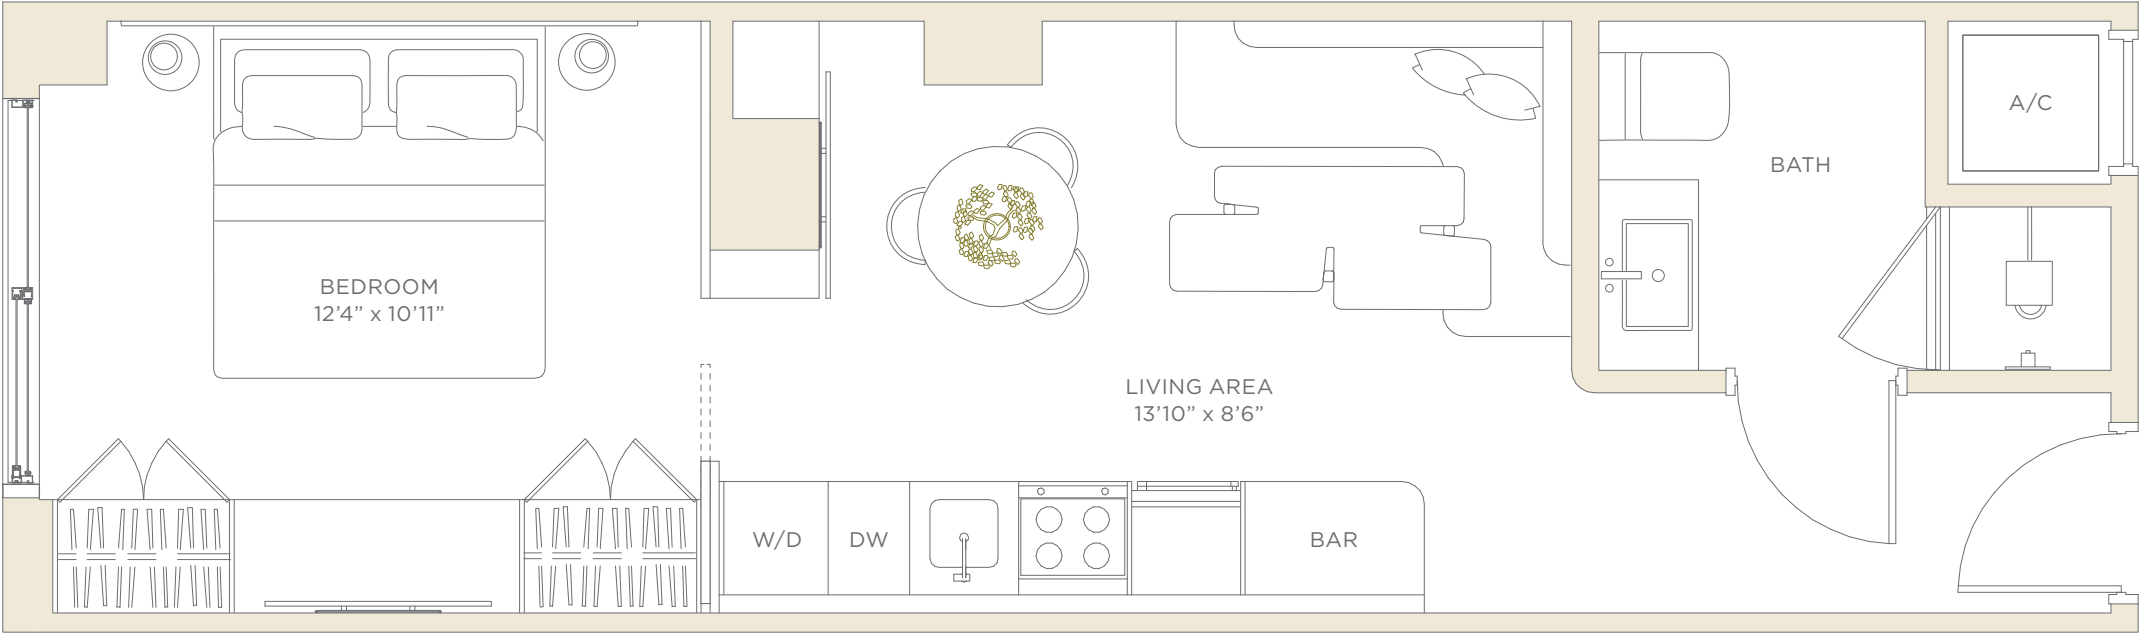 A/C
BATH
BEDROOM
12’4” x 10’11”
LIVING AREA
13’10” x 8’6”
W/D
DW
BAR